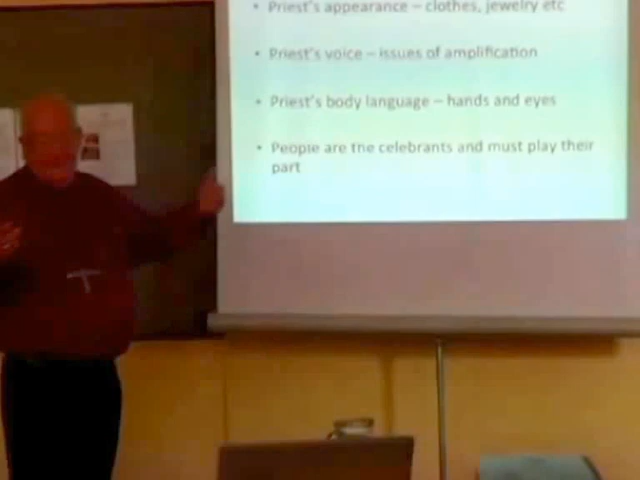 • Priest's appearance – clothes, jewelry etc
• Priest's voice – issues of amplification
• Priest's body language – hands and eyes
• People are the celebrants and must play their
part